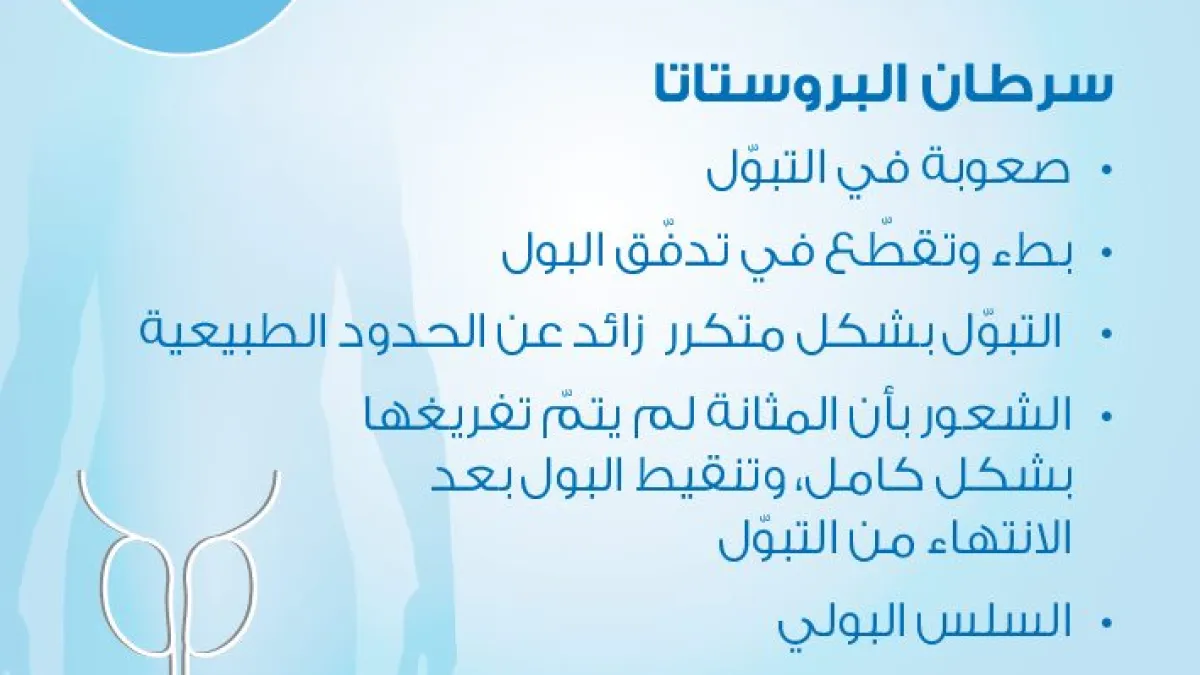 سرطان البروستاتا
• صعوبة في التبوّل
• بطء وتقطّع في تدفّق البول
• التبوّل بشكل متكرر زائد عن الحدود الطبيعية
• الشعور بأن المثانة لم يتمّ تفريغها
بشكل كامل، وتنقيط البول بعد
الانتهاء من التبوّل
• السلس البولي